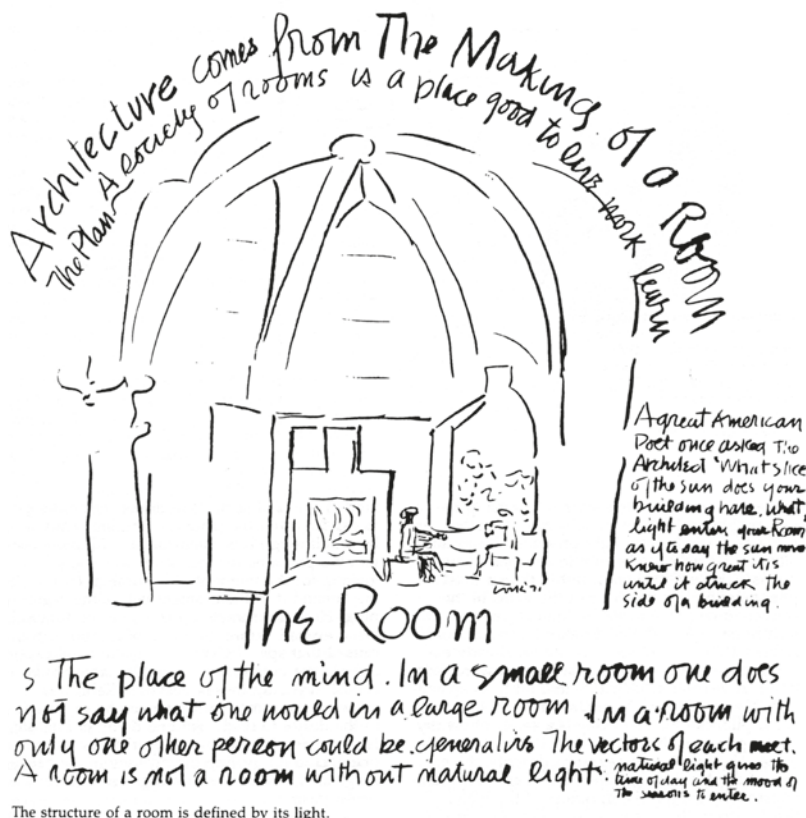 Architecture comes from The Making of a Room
The Plan A society of rooms is a place good to live work learn
A great American
Poet once asked The
Architect 'What slice
of the sun does your
building have, what
light enters your Room
as if to say the sun never
knew how great it is
until it struck the
side of a building.
The Room
s The place of the mind. In a small room one does
not say what one would in a large room In a room with
only one other person could be generative The vectors of each meet.
A room is not a room without natural light.
natural light gives the
time of day and the mood of
the seasons to enter.
The structure of a room is defined by its light.